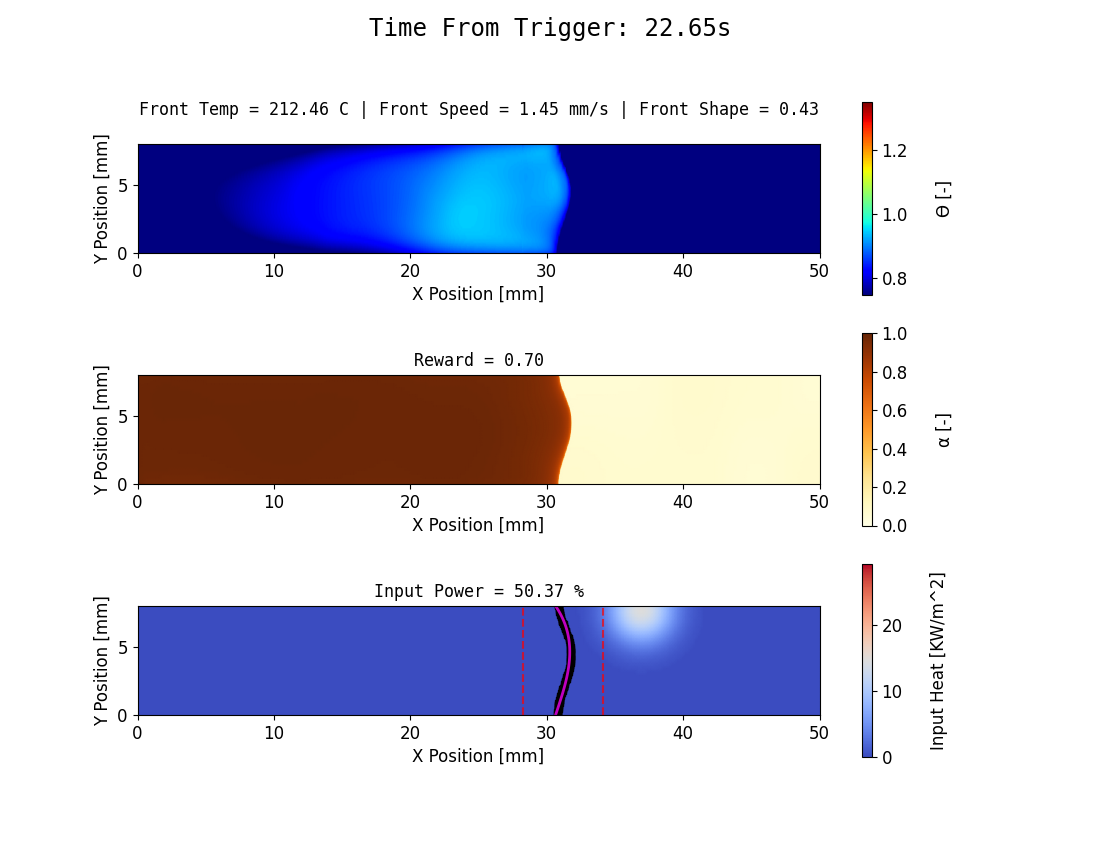 Time From Trigger: 22.65s
Front Temp = 212.46 C | Front Speed = 1.45 mm/s | Front Shape = 0.43
Y Position [mm]
5
0
0 10 20 30 40 50
X Position [mm]
1.2
1.0
0.8
Θ [-]
Reward = 0.70
Y Position [mm]
5
0
0 10 20 30 40 50
X Position [mm]
1.0
0.8
0.6
0.4
0.2
0.0
α [-]
Input Power = 50.37 %
Y Position [mm]
5
0
0 10 20 30 40 50
X Position [mm]
20
10
0
Input Heat [KW/m^2]